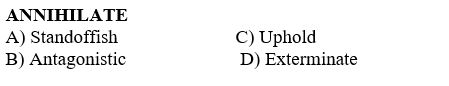 ANNIHILATE
A) Standoffish C) Uphold
B) Antagonistic D) Exterminate